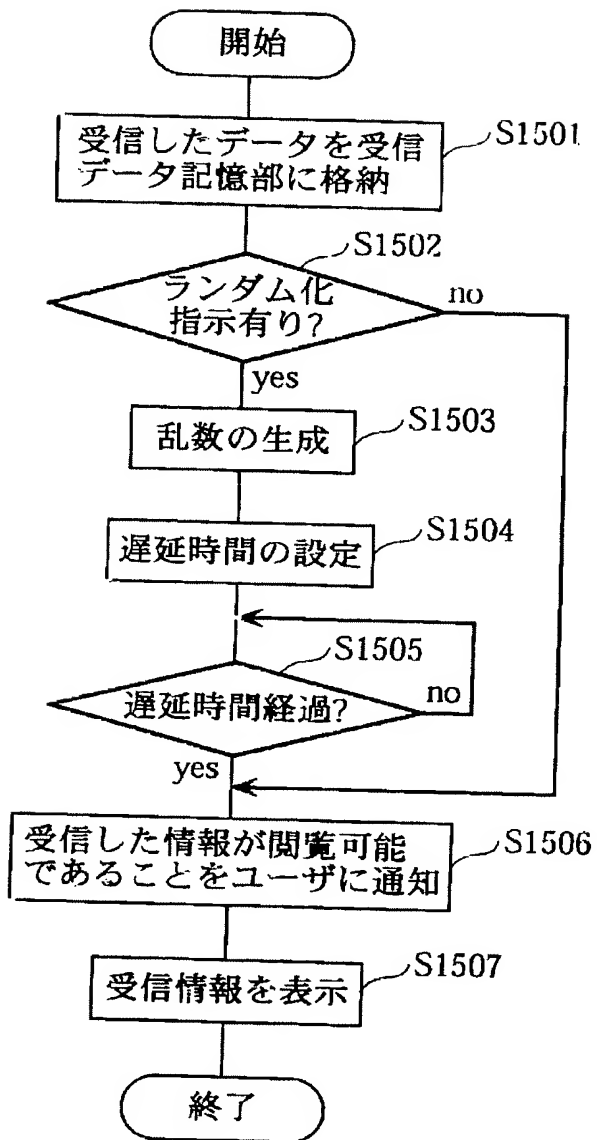 開始
受信したデータを受信
データ記憶部に格納
S1501
S1502
ランダム化
指示有り?
no
yes
乱数の生成
S1503
遅延時間の設定
S1504
S1505
遅延時間経過?
no
yes
受信した情報が閲覧可能
であることをユーザに通知
S1506
受信情報を表示
S1507
終了